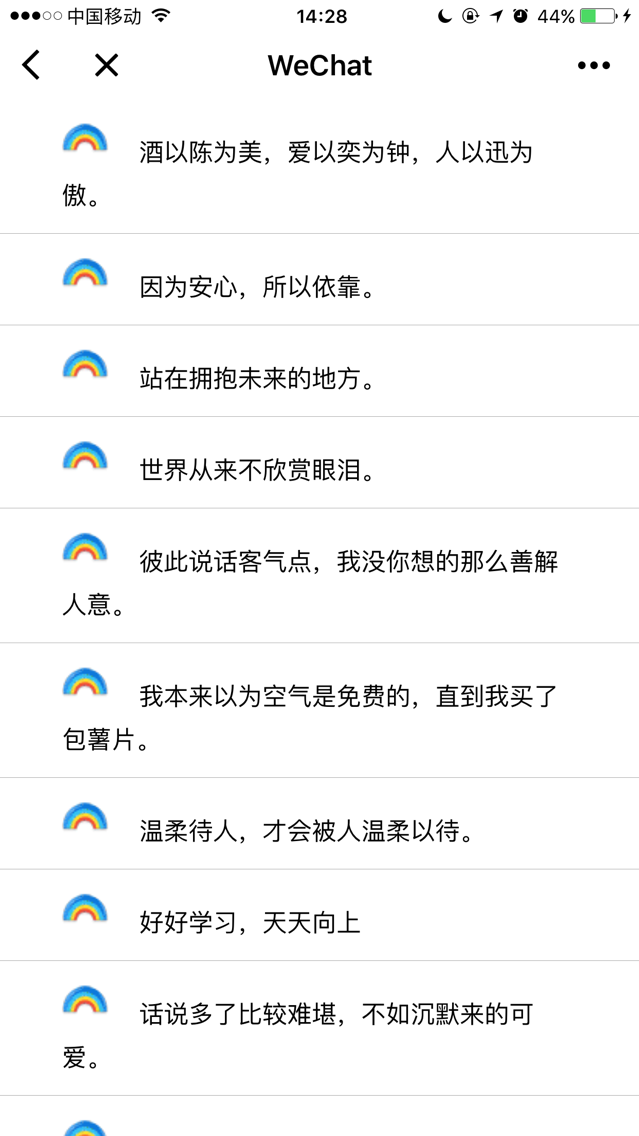 中国移动 14:28 44%
WeChat
酒以陈为美，爱以奕为钟，人以迅为
傲。
因为安心，所以依靠。
站在拥抱未来的地方。
世界从来不欣赏眼泪。
彼此说话客气点，我没你想的那么善解
人意。
我本来以为空气是免费的，直到我买了
包薯片。
温柔待人，才会被人温柔以待。
好好学习，天天向上
话说多了比较难堪，不如沉默来的可
爱。